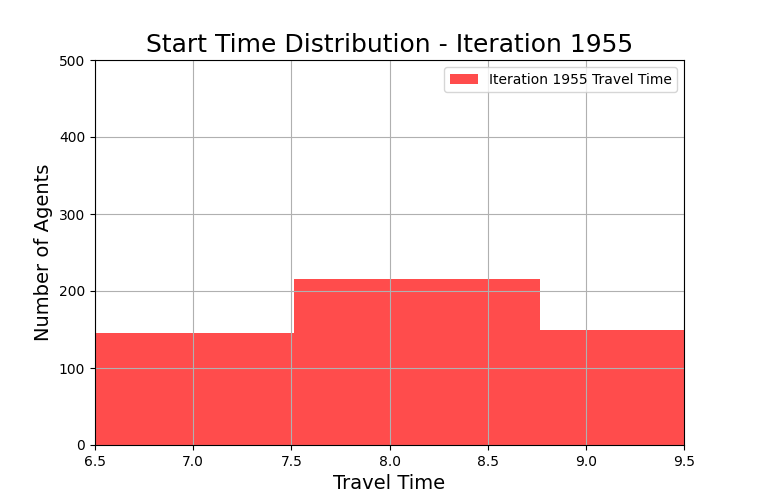 Start Time Distribution - Iteration 1955
Iteration 1955 Travel Time
Number of Agents
500
400
300
200
100
0
6.5 7.0 7.5 8.0 8.5 9.0 9.5
Travel Time